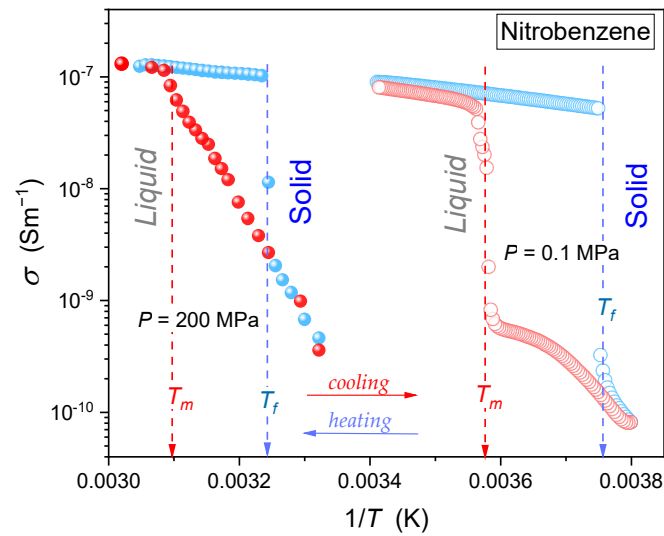 Nitrobenzene
10⁻⁷
10⁻⁸
10⁻⁹
10⁻¹⁰
σ (Sm⁻¹)
Liquid
Solid
Liquid
Solid
P = 200 MPa
P = 0.1 MPa
T_m
T_f
T_m
T_f
cooling
heating
0.0030
0.0032
0.0034
0.0036
0.0038
1/T (K)